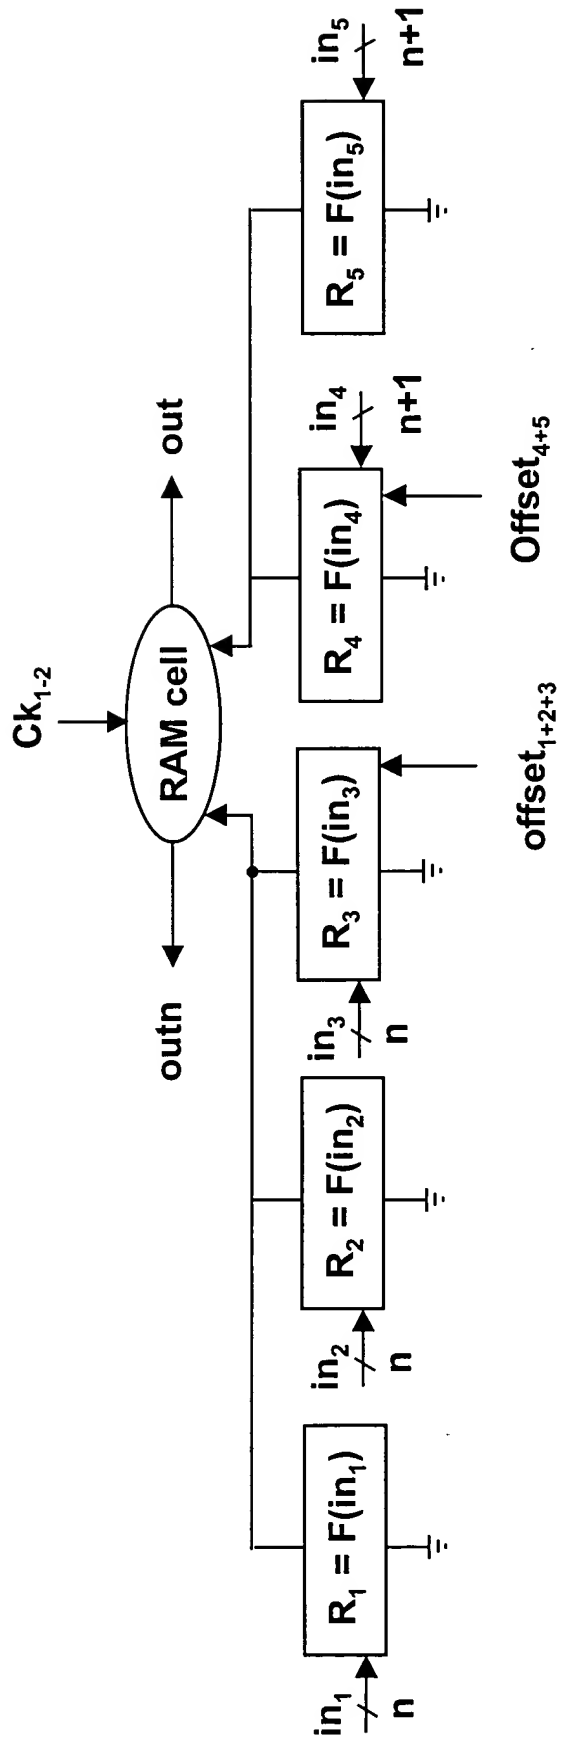 Ck₁₋₂
outn
RAM cell
out
R₁ = F(in₁)
R₂ = F(in₂)
R₃ = F(in₃)
R₄ = F(in₄)
R₅ = F(in₅)
in₁
n
in₂
n
in₃
n
in₄
n+1
in₅
n+1
offset₁₊₂₊₃
Offset₄₊₅